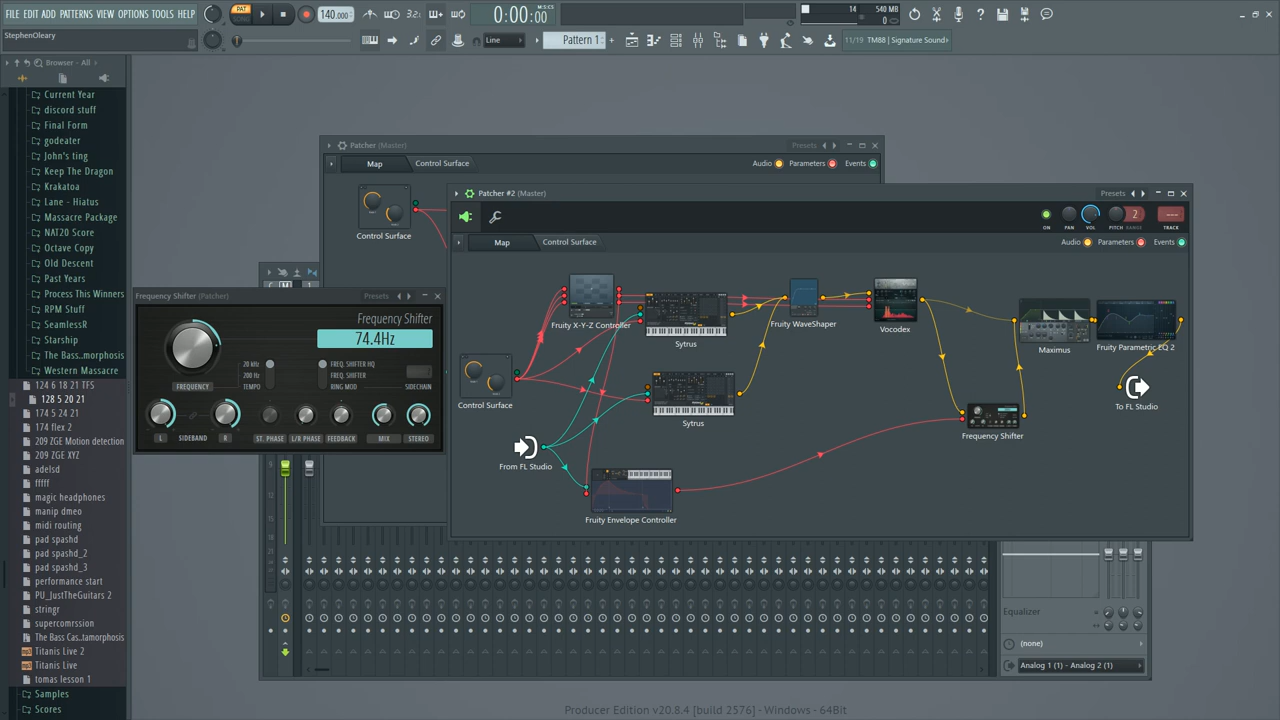 FILE EDIT ADD PATTERNS VIEW OPTIONS TOOLS HELP
PAT
SONG
140.000
3.2.
0:00:00
M:S:CS
14
540 MB
0
StephenOleary
Line
Pattern 1
11/19 TM88 | Signature Sound
Browser - All
Current Year
discord stuff
Final Form
godeater
John's ting
Keep The Dragon
Krakatoa
Lane - Hiatus
Massacre Package
NAT20 Score
Octave Copy
Old Descent
Past Years
Process This Winners
RPM Stuff
SeamlessR
Starship
The Bass..morphosis
Western Massacre
124 6 18 21 TFS
128 5 20 21
174 5 24 21
174 flex 2
209 ZGE Motion detection
209 ZGE XYZ
adelsd
fffff
magic headphones
manip dmeo
midi routing
pad spashd
pad spashd_2
pad spashd_3
performance start
PU_JustTheGuitars 2
stringr
supercomrssion
The Bass Cas..tamorphosis
Titanis Live 2
Titanis Live
tomas lesson 1
Samples
Scores
Patcher (Master)
Presets
Map
Control Surface
Audio
Parameters
Events
Control Surface
Patcher #2 (Master)
Presets
ON
PAN
VOL
PITCH
2
RANGE
---
TRACK
Map
Control Surface
Audio
Parameters
Events
Fruity X-Y-Z Controller
Sytrus
Fruity WaveShaper
Vocodex
Maximus
Fruity Parametric EQ 2
Control Surface
Sytrus
To FL Studio
From FL Studio
Frequency Shifter
Fruity Envelope Controller
Frequency Shifter (Patcher)
Presets
Frequency Shifter
74.4Hz
20 kHz
TEMPO
FREQ. SHIFTER HQ
FREQ. SHIFTER
RING MOD
SIDECHAIN
FREQUENCY
L
SIDEBAND
R
ST. PHASE
L/R PHASE
FEEDBACK
MIX
STEREO
Equalizer
(none)
Analog 1 (1) - Analog 2 (1)
Producer Edition v20.8.4 [build 2576] - Windows - 64Bit